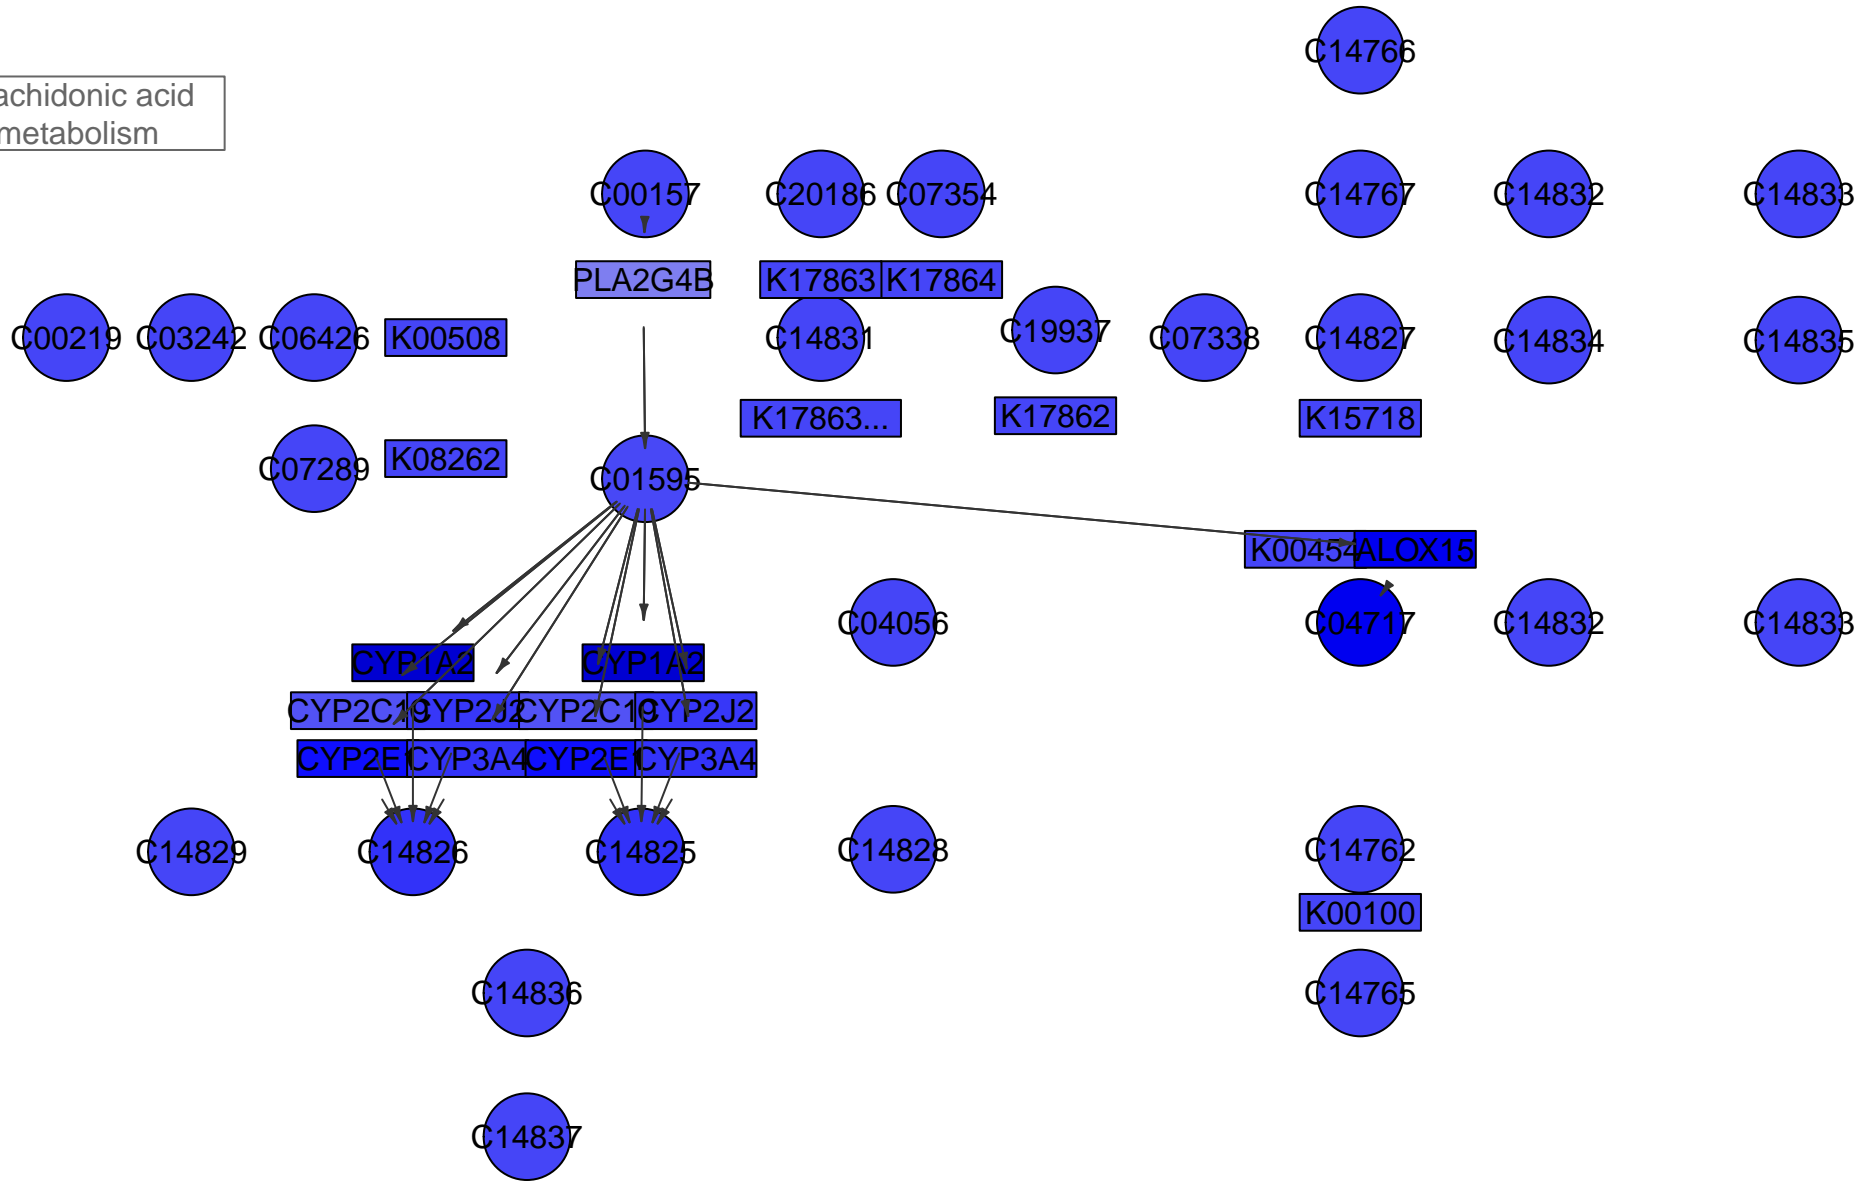 C14766
achidonic acid
metabolism
C00157
C20186
C07354
C14767
C14832
C14833
PLA2G4B
K17863
K17864
C00219
C03242
C06426
K00508
C14831
C19937
C07338
C14827
C14834
C14835
K17863...
K17862
K15718
C07289
K08262
C01595
K00454
ALOX15
C04056
C04717
C14832
C14833
CYP1A2
CYP1A2
CYP2C19
CYP2J2
CYP2C19
CYP2J2
CYP2E1
CYP3A4
CYP2E1
CYP3A4
C14829
C14826
C14825
C14828
C14762
K00100
C14836
C14765
C14837